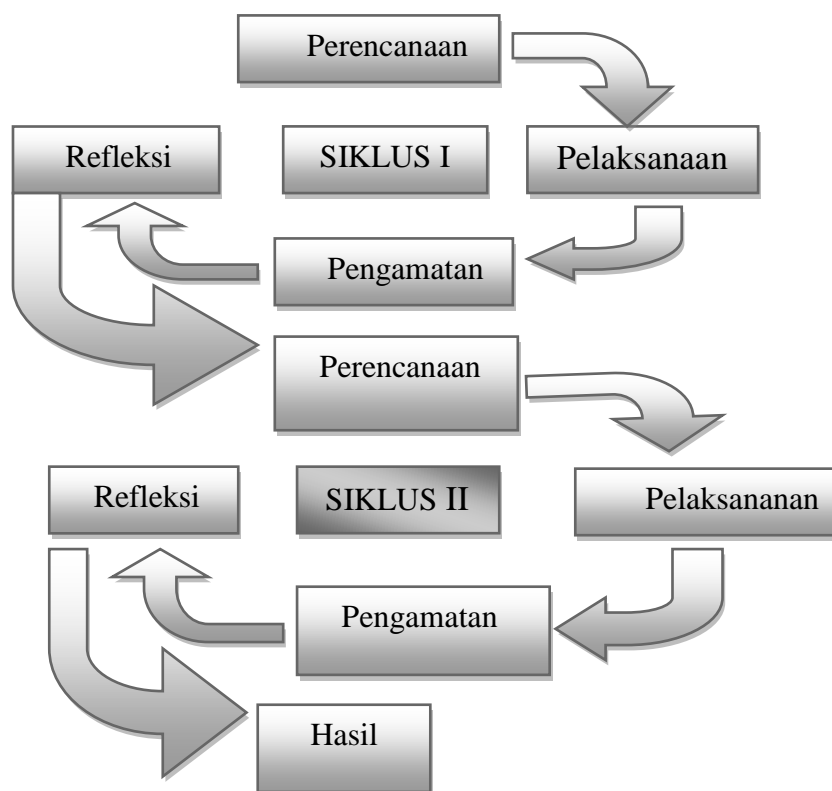 Perencanaan
Refleksi
SIKLUS I
Pelaksanaan
Pengamatan
Perencanaan
Refleksi
SIKLUS II
Pelaksananan
Pengamatan
Hasil